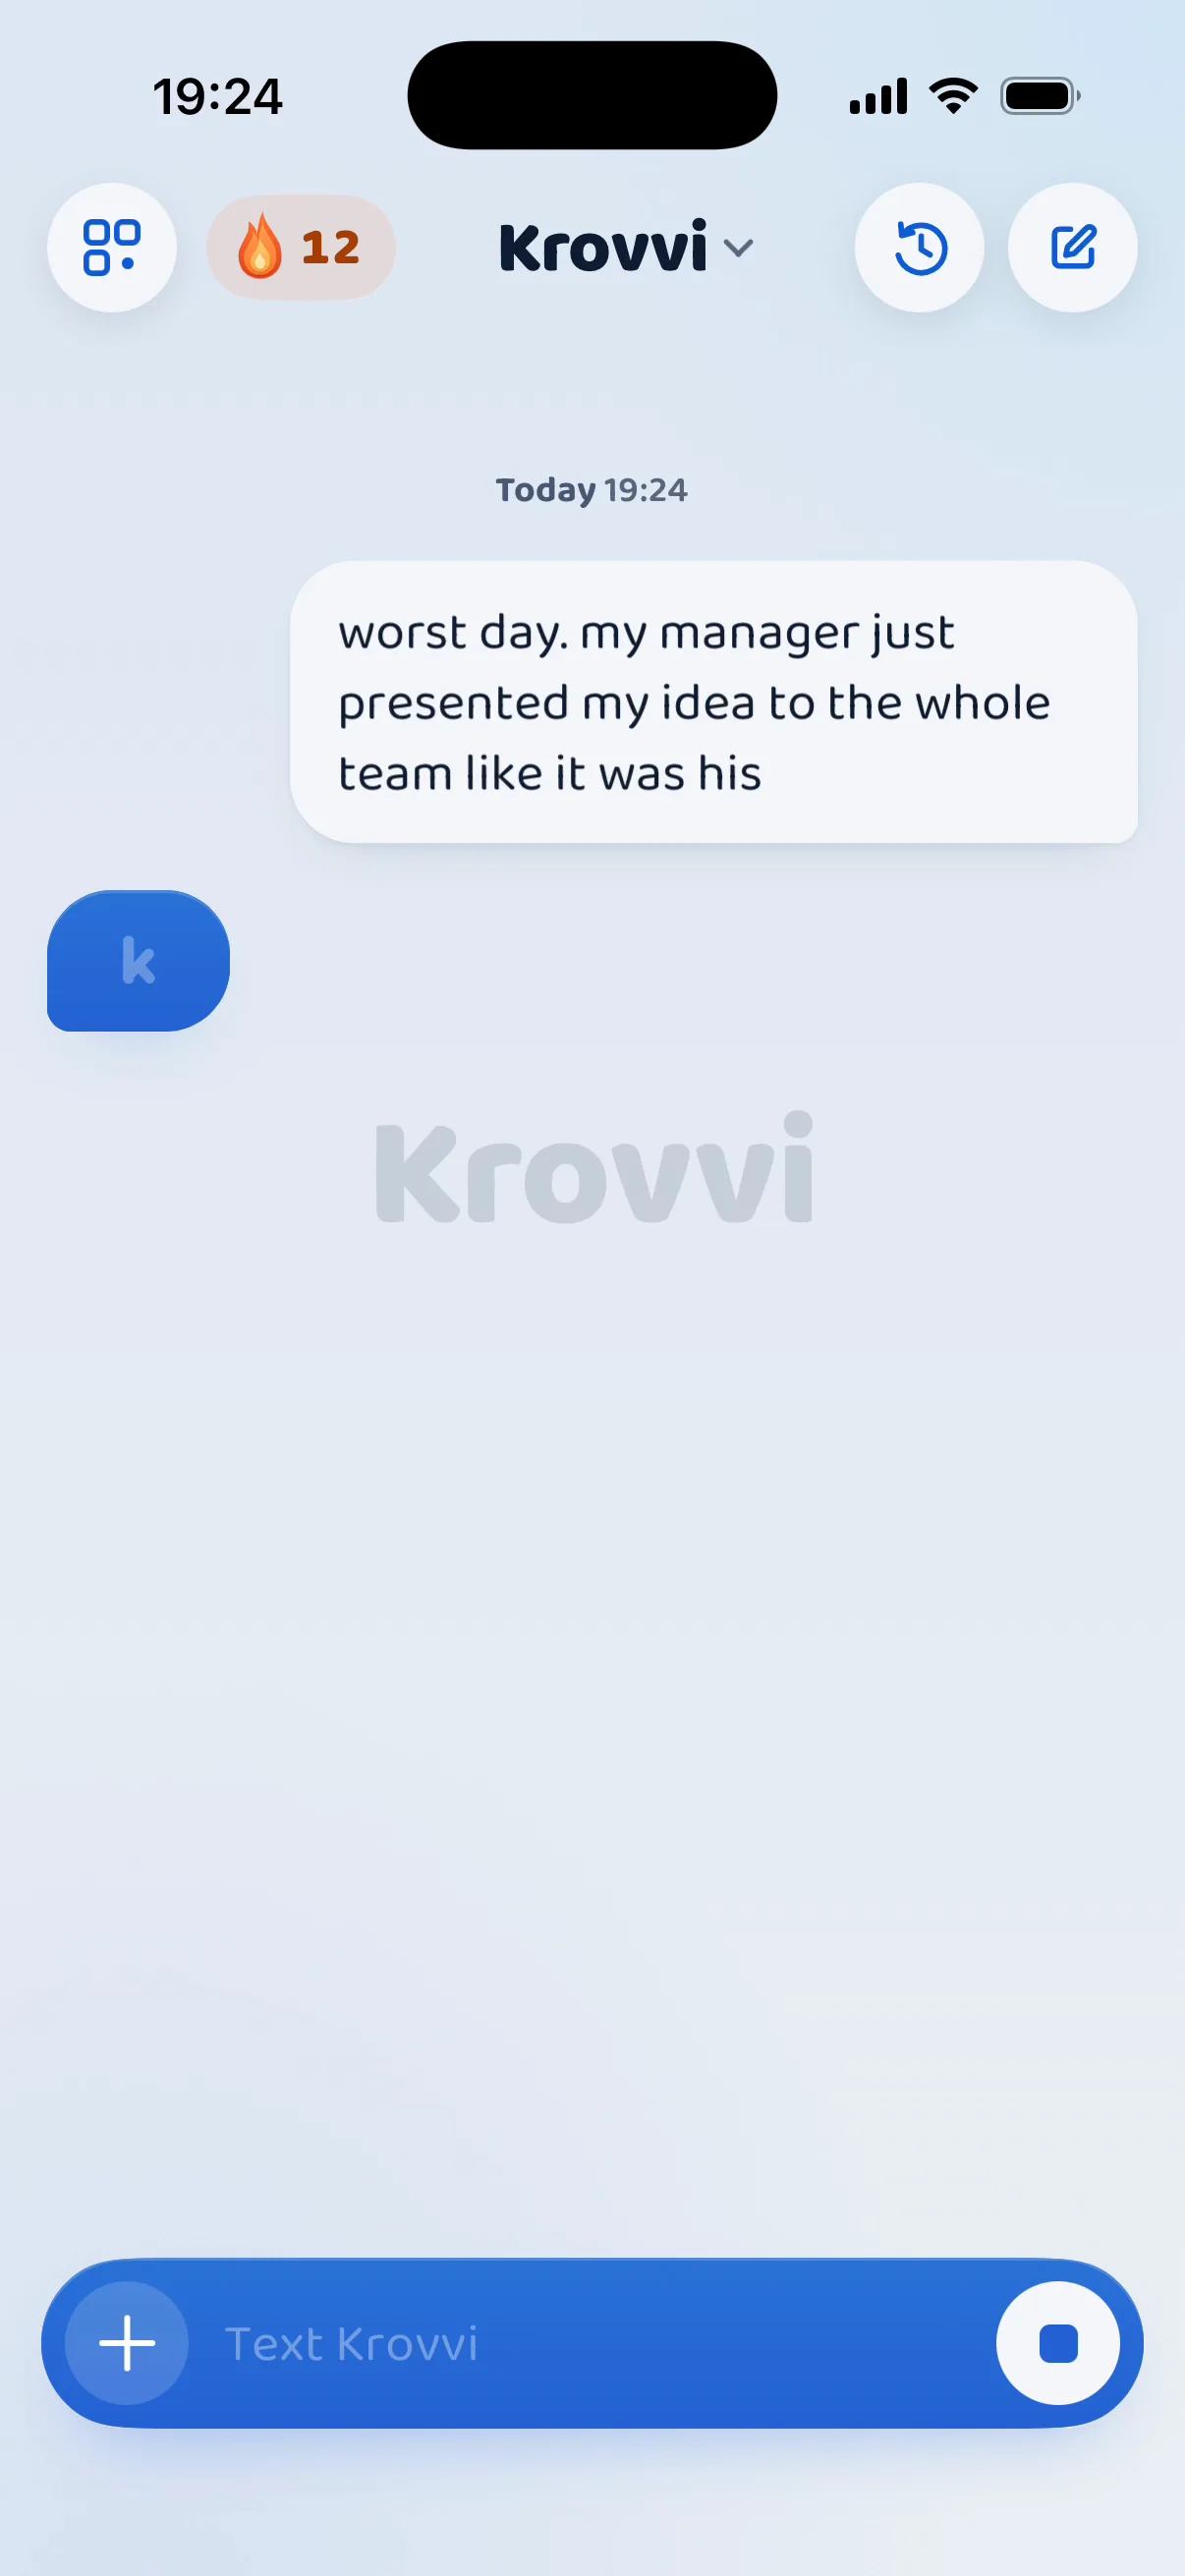 19:24
12
Krovvi
Today 19:24
worst day. my manager just
presented my idea to the whole
team like it was his
k
Krovvi
Text Krovvi